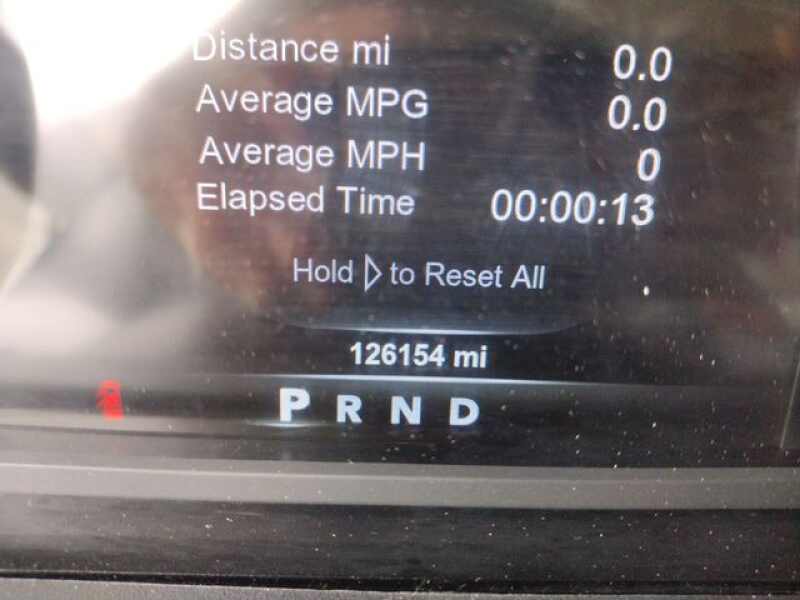 Distance mi 0.0
Average MPG 0.0
Average MPH 0
Elapsed Time 00:00:13
Hold ▷ to Reset All
126154 mi
P R N D